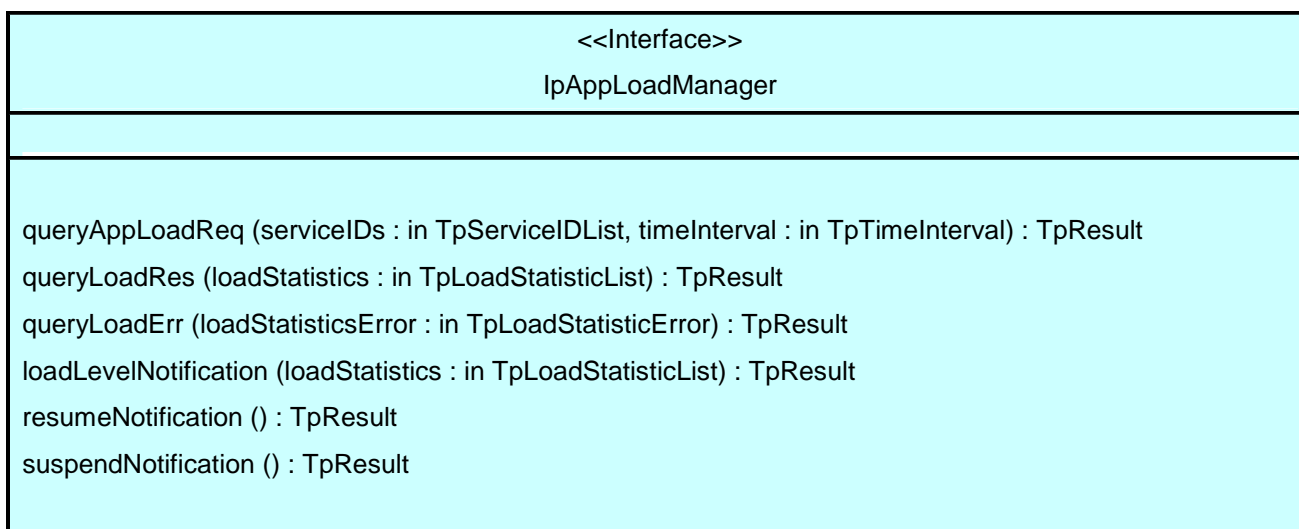 <<Interface>>
IpAppLoadManager
queryAppLoadReq (serviceIDs : in TpServiceIDList, timeInterval : in TpTimeInterval) : TpResult
queryLoadRes (loadStatistics : in TpLoadStatisticList) : TpResult
queryLoadErr (loadStatisticsError : in TpLoadStatisticError) : TpResult
loadLevelNotification (loadStatistics : in TpLoadStatisticList) : TpResult
resumeNotification () : TpResult
suspendNotification () : TpResult